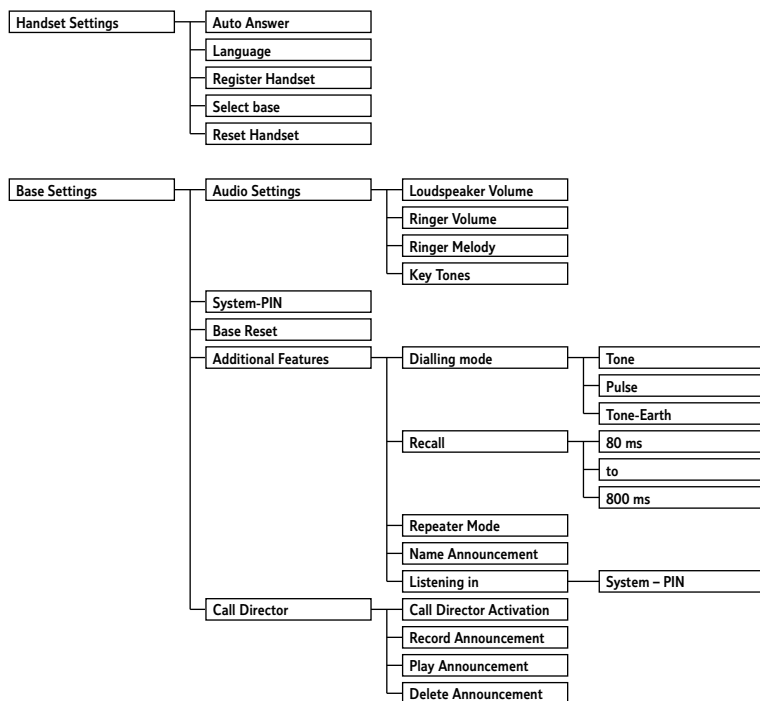 Handset Settings
Auto Answer
Language
Register Handset
Select base
Reset Handset
Base Settings
Audio Settings
Loudspeaker Volume
Ringer Volume
Ringer Melody
Key Tones
System-PIN
Base Reset
Additional Features
Dialling mode
Tone
Pulse
Tone-Earth
Recall
80 ms
to
800 ms
Repeater Mode
Name Announcement
Listening in
System – PIN
Call Director
Call Director Activation
Record Announcement
Play Announcement
Delete Announcement